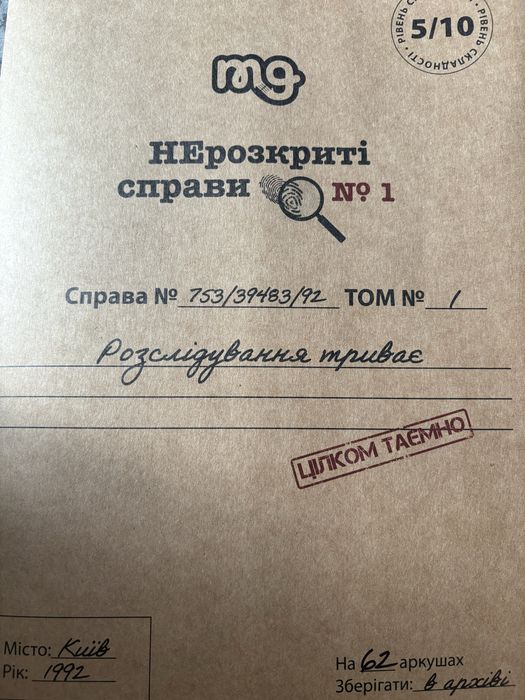 РІВЕНЬ СКЛАДНОСТІ · РІВЕНЬ
5/10
mg
НЕрозкриті
справи № 1
Справа № 753/39483/92 ТОМ № 1
Розслідування триває
ЦІЛКОМ ТАЄМНО
Місто: Київ
Рік: 1992
На 62 аркушах
Зберігати: в архіві